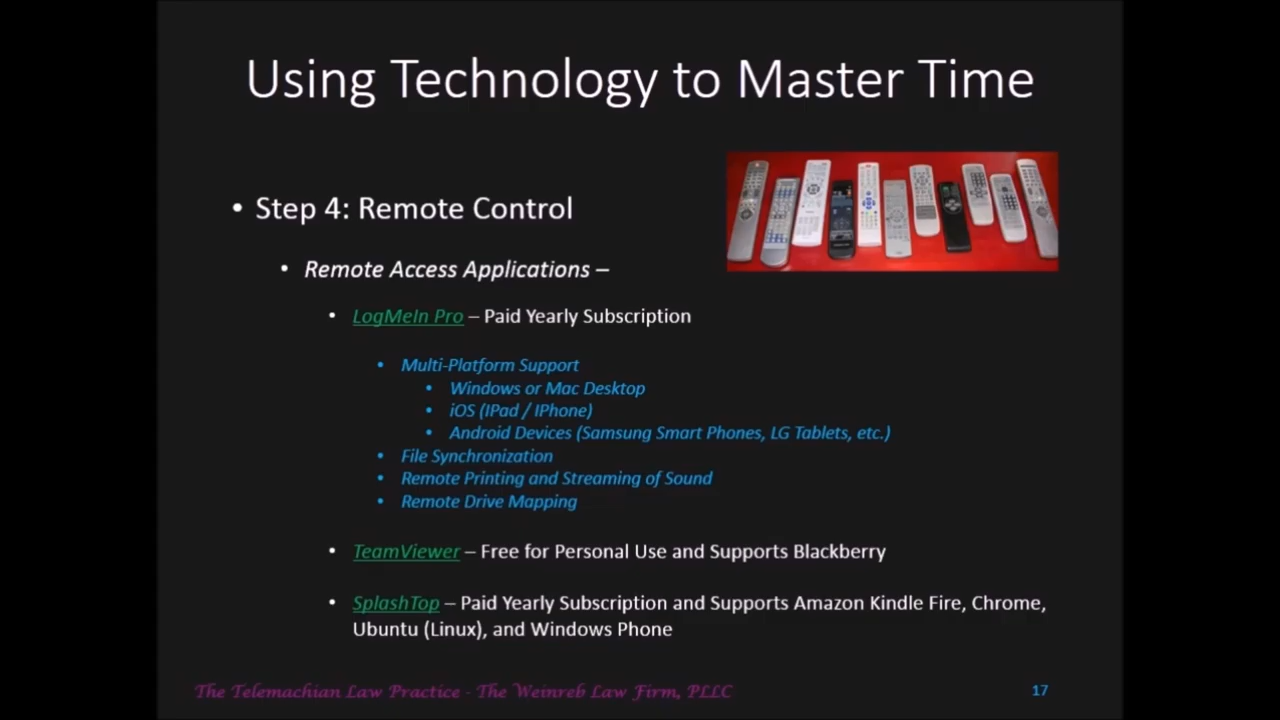 Using Technology to Master Time
• Step 4: Remote Control
• Remote Access Applications –
• LogMeIn Pro – Paid Yearly Subscription
• Multi-Platform Support
• Windows or Mac Desktop
• iOS (IPad / IPhone)
• Android Devices (Samsung Smart Phones, LG Tablets, etc.)
• File Synchronization
• Remote Printing and Streaming of Sound
• Remote Drive Mapping
• TeamViewer – Free for Personal Use and Supports Blackberry
• SplashTop – Paid Yearly Subscription and Supports Amazon Kindle Fire, Chrome,
Ubuntu (Linux), and Windows Phone
The Telemachian Law Practice - The Weinreb Law Firm, PLLC
17